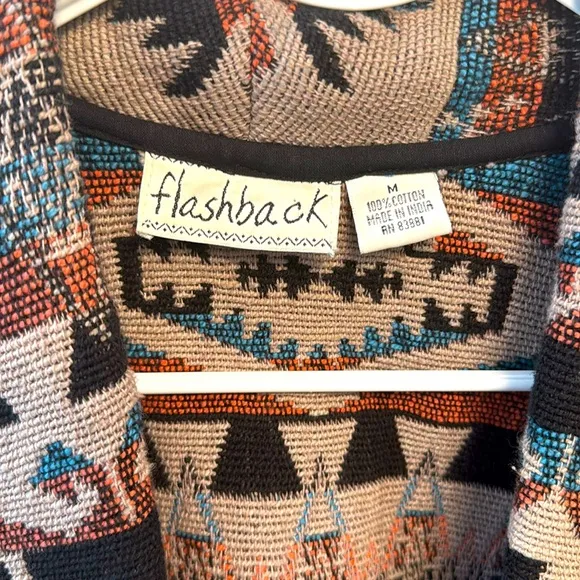 flashback
M
100% COTTON
MADE IN INDIA
RN 83881